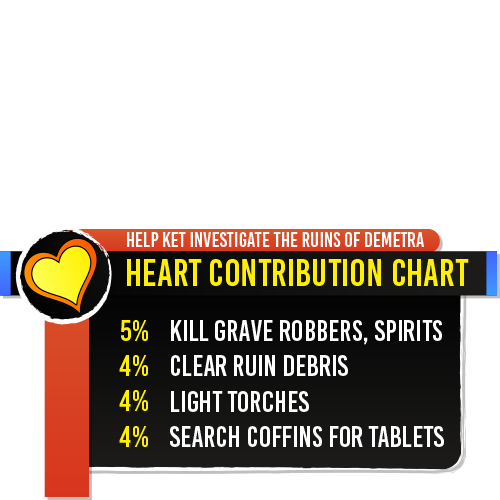 HELP KET INVESTIGATE THE RUINS OF DEMETRA
HEART CONTRIBUTION CHART
5% KILL GRAVE ROBBERS, SPIRITS
4% CLEAR RUIN DEBRIS
4% LIGHT TORCHES
4% SEARCH COFFINS FOR TABLETS